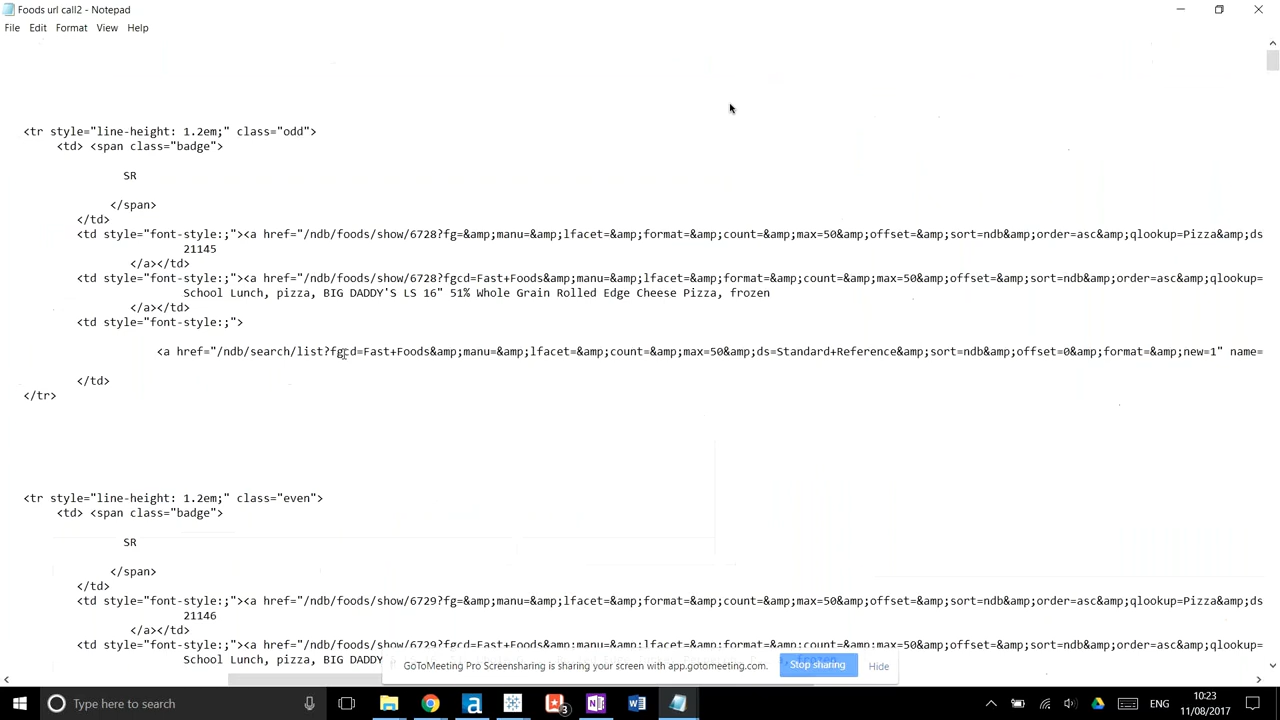 Foods url call2 - Notepad
File Edit Format View Help
<tr style="line-height: 1.2em;" class="odd">
<td> <span class="badge">
SR
</span>
</td>
<td style="font-style:;"><a href="/ndb/foods/show/6728?fg=&amp;manu=&amp;lfacet=&amp;format=&amp;count=&amp;max=50&amp;offset=&amp;sort=ndb&amp;order=asc&amp;qlookup=Pizza&amp;ds
21145
</a></td>
<td style="font-style:;"><a href="/ndb/foods/show/6728?fgcd=Fast+Foods&amp;manu=&amp;lfacet=&amp;format=&amp;count=&amp;max=50&amp;offset=&amp;sort=ndb&amp;order=asc&amp;qlookup=
School Lunch, pizza, BIG DADDY'S LS 16" 51% Whole Grain Rolled Edge Cheese Pizza, frozen
</a></td>
<td style="font-style:;">
<a href="/ndb/search/list?fgcd=Fast+Foods&amp;manu=&amp;lfacet=&amp;count=&amp;max=50&amp;ds=Standard+Reference&amp;sort=ndb&amp;offset=0&amp;format=&amp;new=1" name=
</td>
</tr>
<tr style="line-height: 1.2em;" class="even">
<td> <span class="badge">
SR
</span>
</td>
<td style="font-style:;"><a href="/ndb/foods/show/6729?fg=&amp;manu=&amp;lfacet=&amp;format=&amp;count=&amp;max=50&amp;offset=&amp;sort=ndb&amp;order=asc&amp;qlookup=Pizza&amp;ds
21146
</a></td>
<td style="font-style:;"><a href="/ndb/foods/show/6729?fgcd=Fast+Foods&amp;manu=&amp;lfacet=&amp;format=&amp;count=&amp;max=50&amp;offset=&amp;sort=ndb&amp;order=asc&amp;qlookup=
School Lunch, pizza, BIG DADDY
GoToMeeting Pro Screensharing is sharing your screen with app.gotomeeting.com. Stop sharing Hide
Type here to search
3
ENG
10:23
11/08/2017